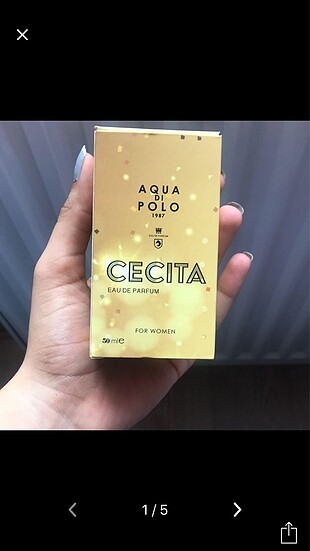 AQUA
DI
POLO
1987
CECITA
EAU DE PARFUM
FOR WOMEN
50 ml e
1/5